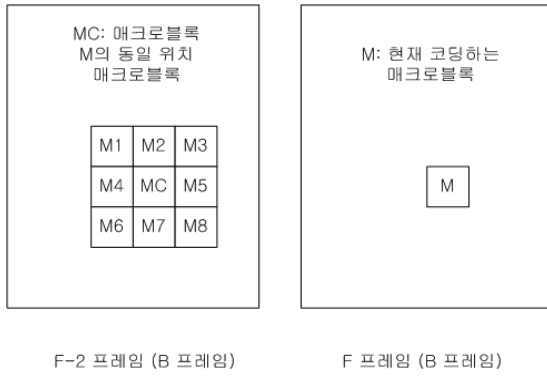 MC: 매크로블록
M의 동일 위치
매크로블록
M1 M2 M3
M4 MC M5
M6 M7 M8
F-2 프레임 (B 프레임)
M: 현재 코딩하는
매크로블록
M
F 프레임 (B 프레임)